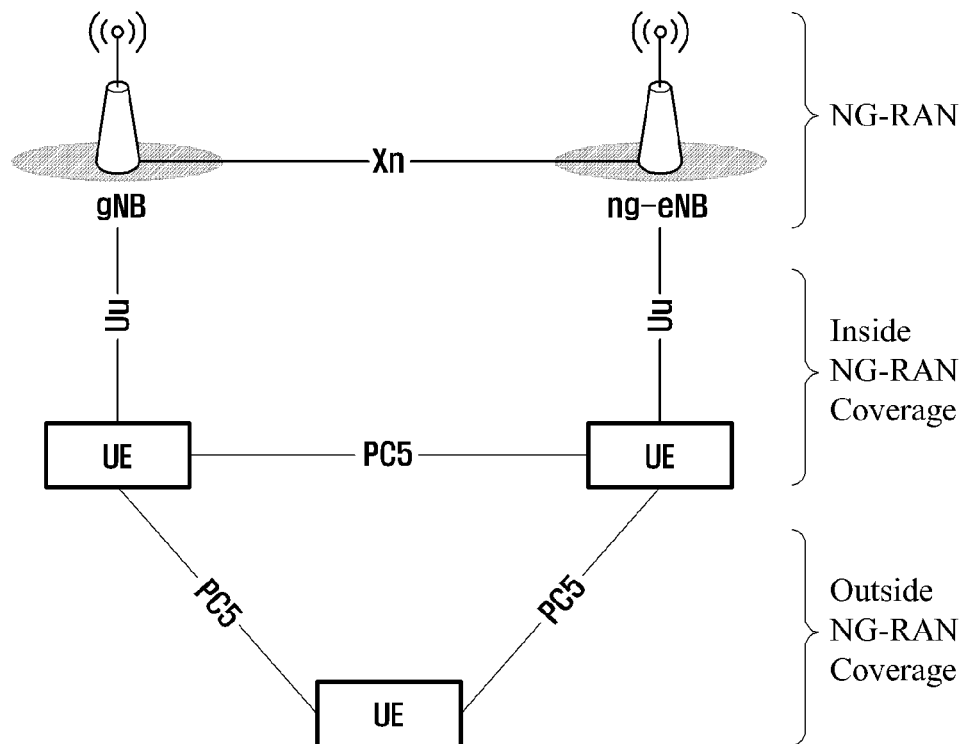 NG-RAN
Xn
gNB
ng-eNB
Uu
Uu
Inside
NG-RAN
Coverage
UE
PC5
UE
PC5
PC5
Outside
NG-RAN
Coverage
UE